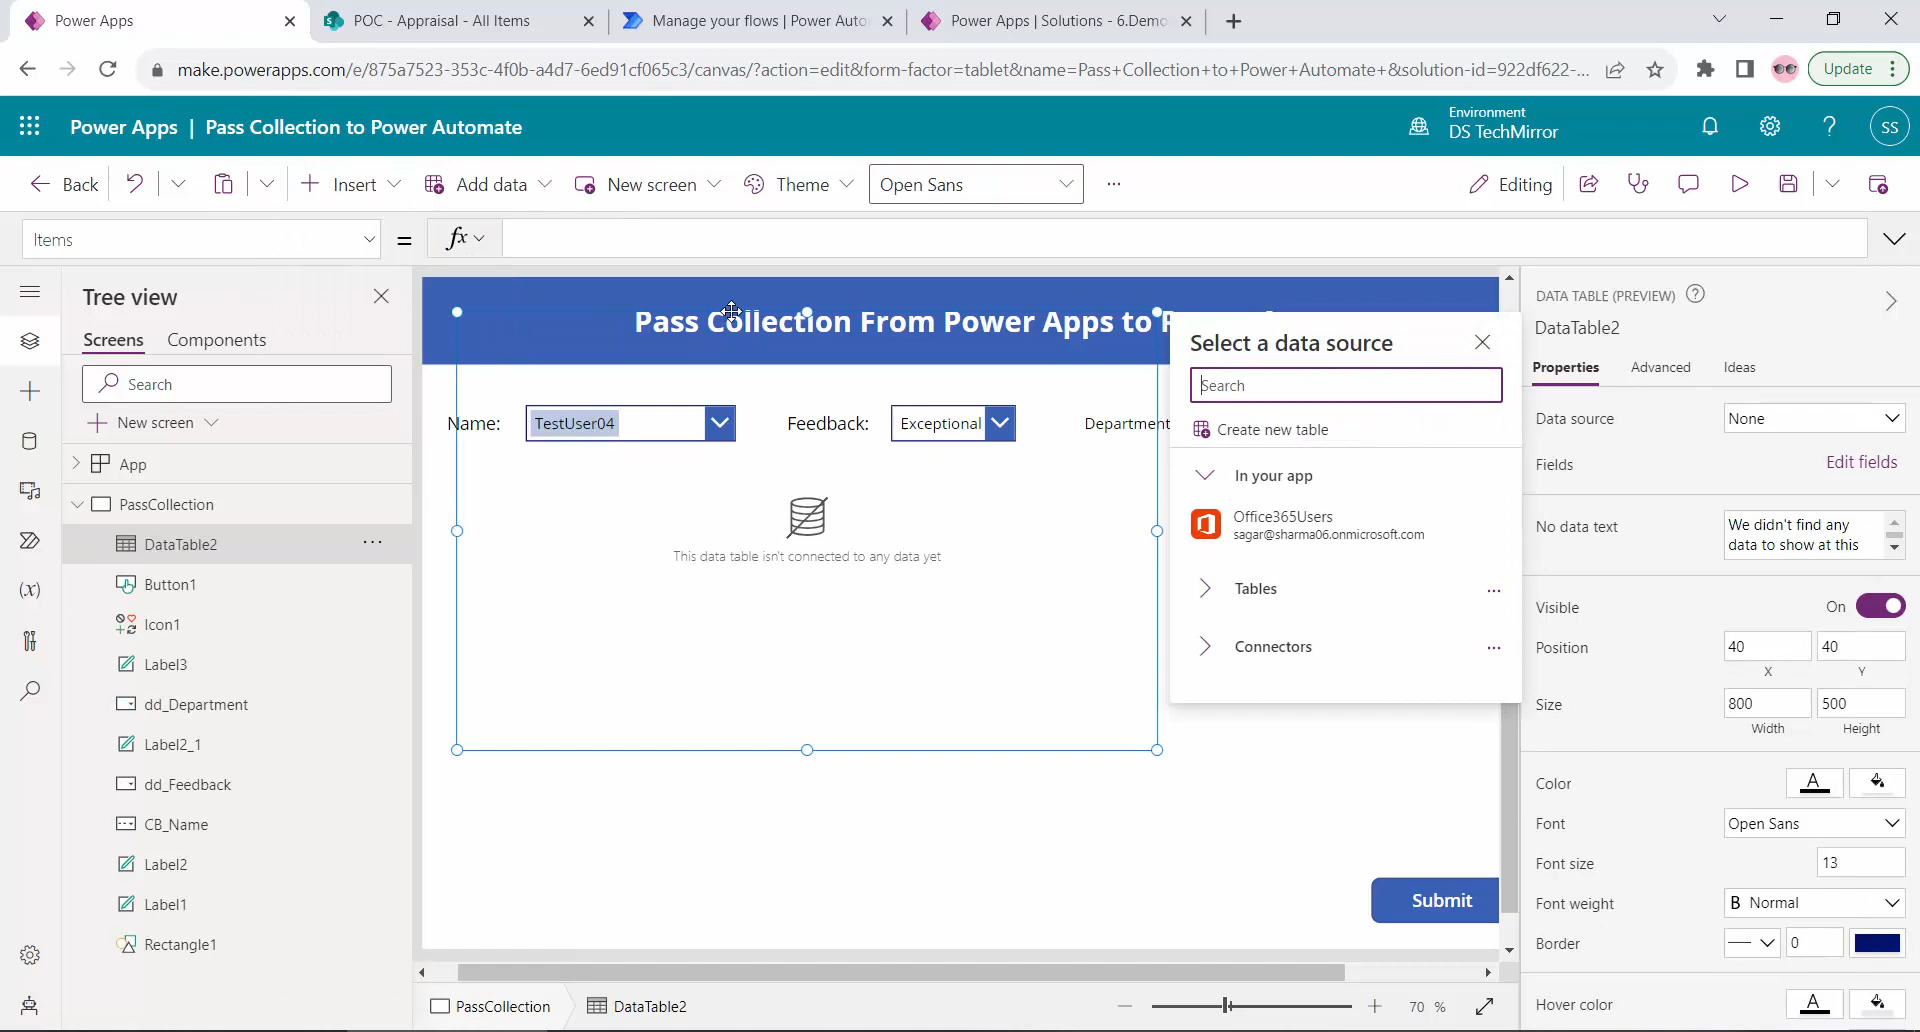 Power Apps
POC - Appraisal - All Items
Manage your flows | Power Auto
Power Apps | Solutions - 6.Demo
make.powerapps.com/e/875a7523-353c-4f0b-a4d7-6ed91cf065c3/canvas/?action=edit&form-factor=tablet&name=Pass+Collection+to+Power+Automate+&solution-id=922df622-...
Update
Power Apps | Pass Collection to Power Automate
Environment
DS TechMirror
?
SS
Back
Insert
Add data
New screen
Theme
Open Sans
...
Editing
Items
=
fx
Tree view
Screens
Components
Search
New screen
App
PassCollection
DataTable2
...
Button1
Icon1
Label3
dd_Department
Label2_1
dd_Feedback
CB_Name
Label2
Label1
Rectangle1
(x)
Pass Collection From Power Apps to
Name:
TestUser04
Feedback:
Exceptional
Department
This data table isn't connected to any data yet
Submit
Select a data source
Search
Create new table
In your app
Office365Users
sagar@sharma06.onmicrosoft.com
Tables
...
Connectors
...
PassCollection
DataTable2
70 %
DATA TABLE (PREVIEW)
?
DataTable2
Properties
Advanced
Ideas
Data source
None
Fields
Edit fields
No data text
We didn't find any
data to show at this
Visible
On
Position
40
40
X
Y
Size
800
500
Width
Height
Color
A
Font
Open Sans
Font size
13
Font weight
B Normal
Border
0
Hover color
A